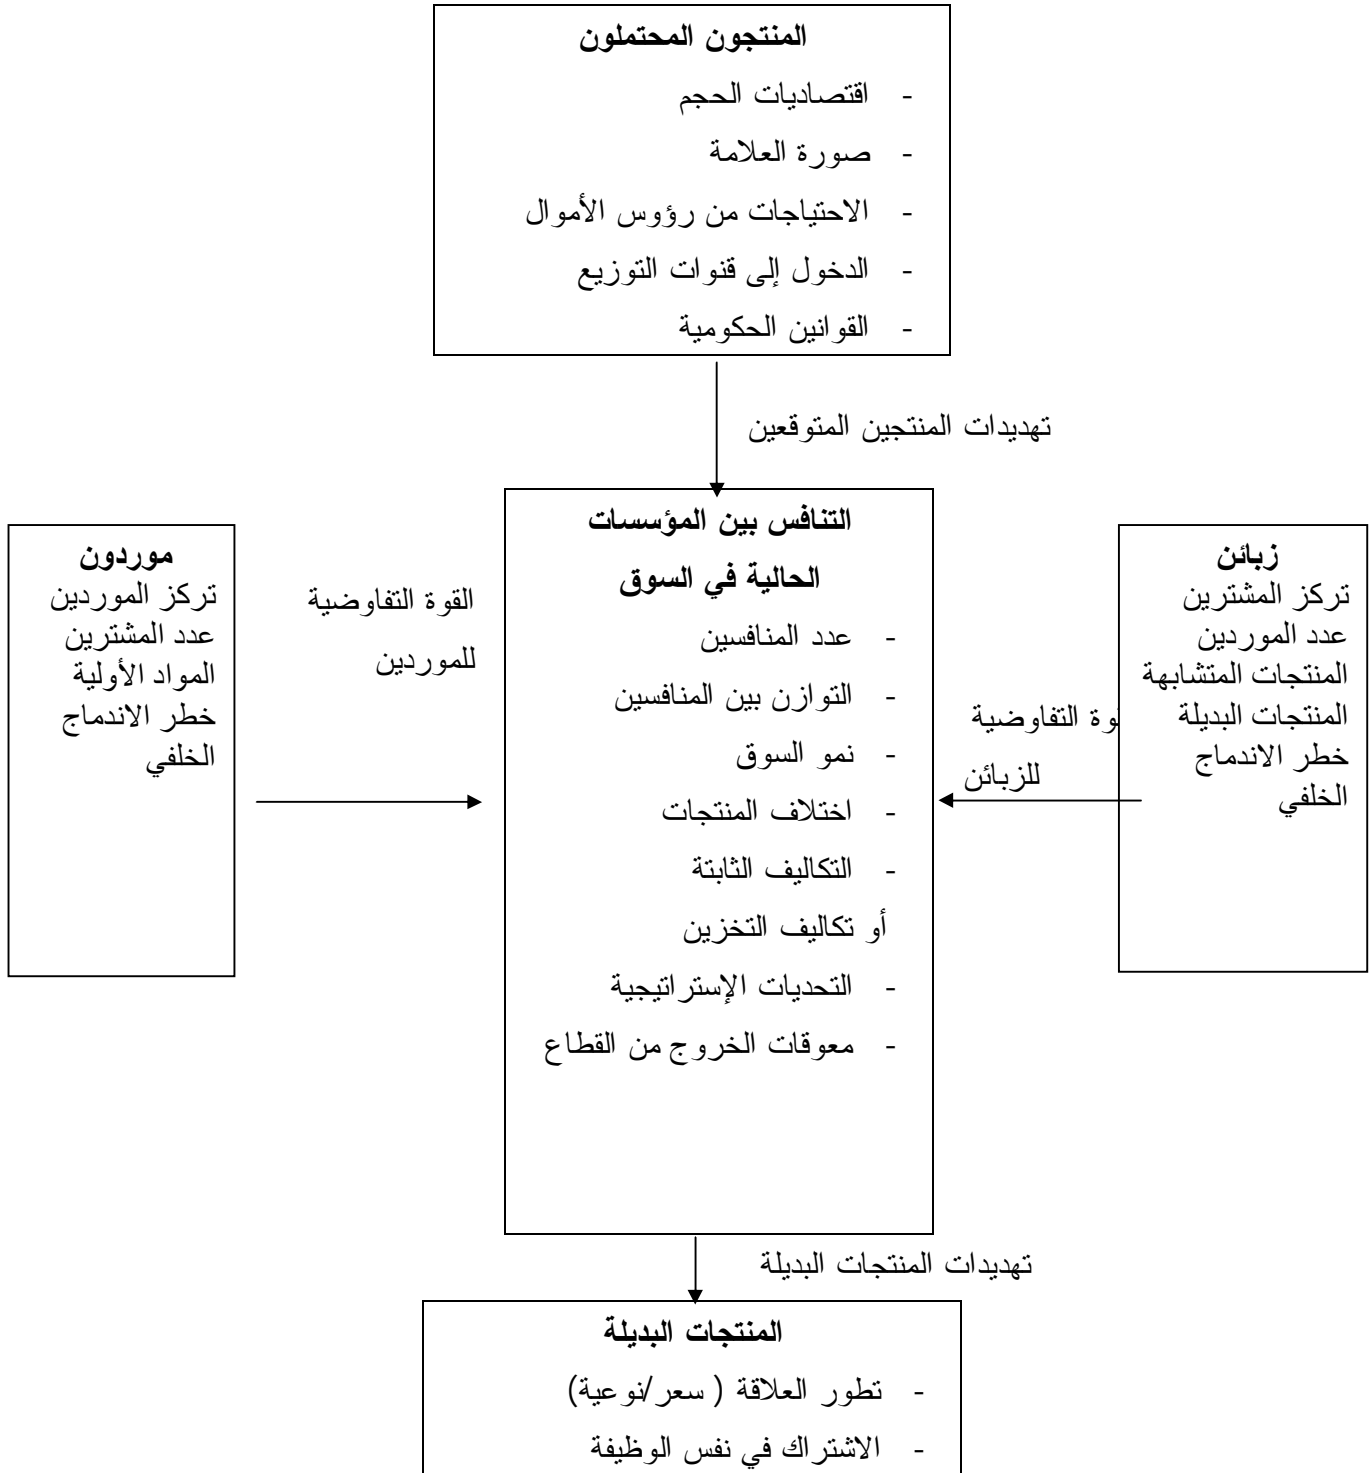 المنتجون المحتملون
- اقتصاديات الحجم
- صورة العلامة
- الاحتياجات من رؤوس الأموال
- الدخول إلى قنوات التوزيع
- القوانين الحكومية
تهديدات المنتجين المتوقعين
زبائن
تركز المشترين
عدد الموردين
المنتجات المتشابهة
المنتجات البديلة
خطر الاندماج
الخلفي
وة التفاوضية
للزبائن
التنافس بين المؤسسات
الحالية في السوق
- عدد المنافسين
- التوازن بين المنافسين
- نمو السوق
- اختلاف المنتجات
- التكاليف الثابتة
أو تكاليف التخزين
- التحديات الإستراتيجية
- معوقات الخروج من القطاع
القوة التفاوضية
للموردين
موردون
تركز الموردين
عدد المشترين
المواد الأولية
خطر الاندماج
الخلفي
تهديدات المنتجات البديلة
المنتجات البديلة
- تطور العلاقة ( سعر/نوعية)
- الاشتراك في نفس الوظيفة